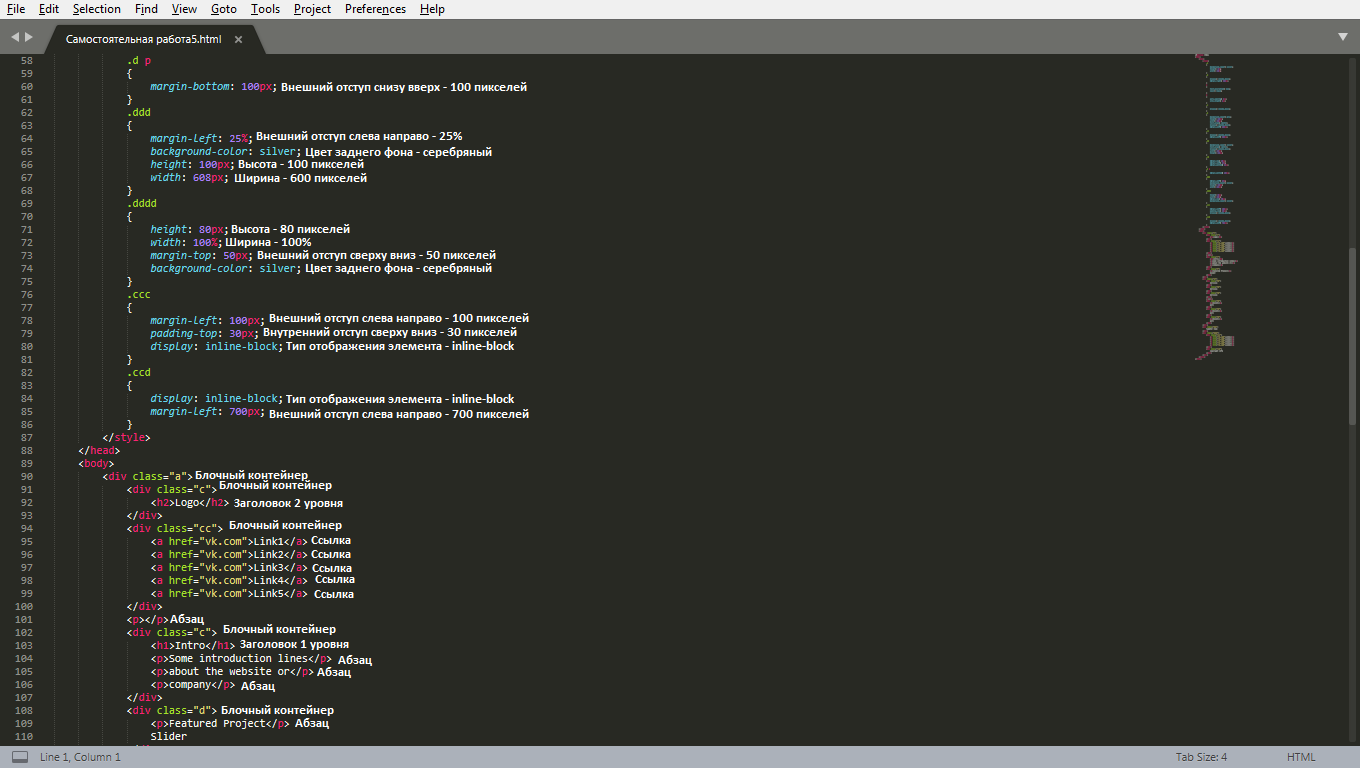 File Edit Selection Find View Goto Tools Project Preferences Help
Самостоятельная работа5.html ×
58 .d p
59 {
60 margin-bottom: 100px; Внешний отступ снизу вверх - 100 пикселей
61 }
62 .ddd
63 {
64 margin-left: 25%; Внешний отступ слева направо - 25%
65 background-color: silver; Цвет заднего фона - серебряный
66 height: 100px; Высота - 100 пикселей
67 width: 608px; Ширина - 600 пикселей
68 }
69 .dddd
70 {
71 height: 80px; Высота - 80 пикселей
72 width: 100%; Ширина - 100%
73 margin-top: 50px; Внешний отступ сверху вниз - 50 пикселей
74 background-color: silver; Цвет заднего фона - серебряный
75 }
76 .ccc
77 {
78 margin-left: 100px; Внешний отступ слева направо - 100 пикселей
79 padding-top: 30px; Внутренний отступ сверху вниз - 30 пикселей
80 display: inline-block; Тип отображения элемента - inline-block
81 }
82 .ccd
83 {
84 display: inline-block; Тип отображения элемента - inline-block
85 margin-left: 700px; Внешний отступ слева направо - 700 пикселей
86 }
87 </style>
88 </head>
89 <body>
90 <div class="a"> Блочный контейнер
91 <div class="c"> Блочный контейнер
92 <h2>Logo</h2> Заголовок 2 уровня
93 </div>
94 <div class="cc"> Блочный контейнер
95 <a href="vk.com">Link1</a> Ссылка
96 <a href="vk.com">Link2</a> Ссылка
97 <a href="vk.com">Link3</a> Ссылка
98 <a href="vk.com">Link4</a> Ссылка
99 <a href="vk.com">Link5</a> Ссылка
100 </div>
101 <p></p> Абзац
102 <div class="c"> Блочный контейнер
103 <h1>Intro</h1> Заголовок 1 уровня
104 <p>Some introduction lines</p> Абзац
105 <p>about the website or</p> Абзац
106 <p>company</p> Абзац
107 </div>
108 <div class="d"> Блочный контейнер
109 <p>Featured Project</p> Абзац
110 Slider
Line 1, Column 1 Tab Size: 4 HTML